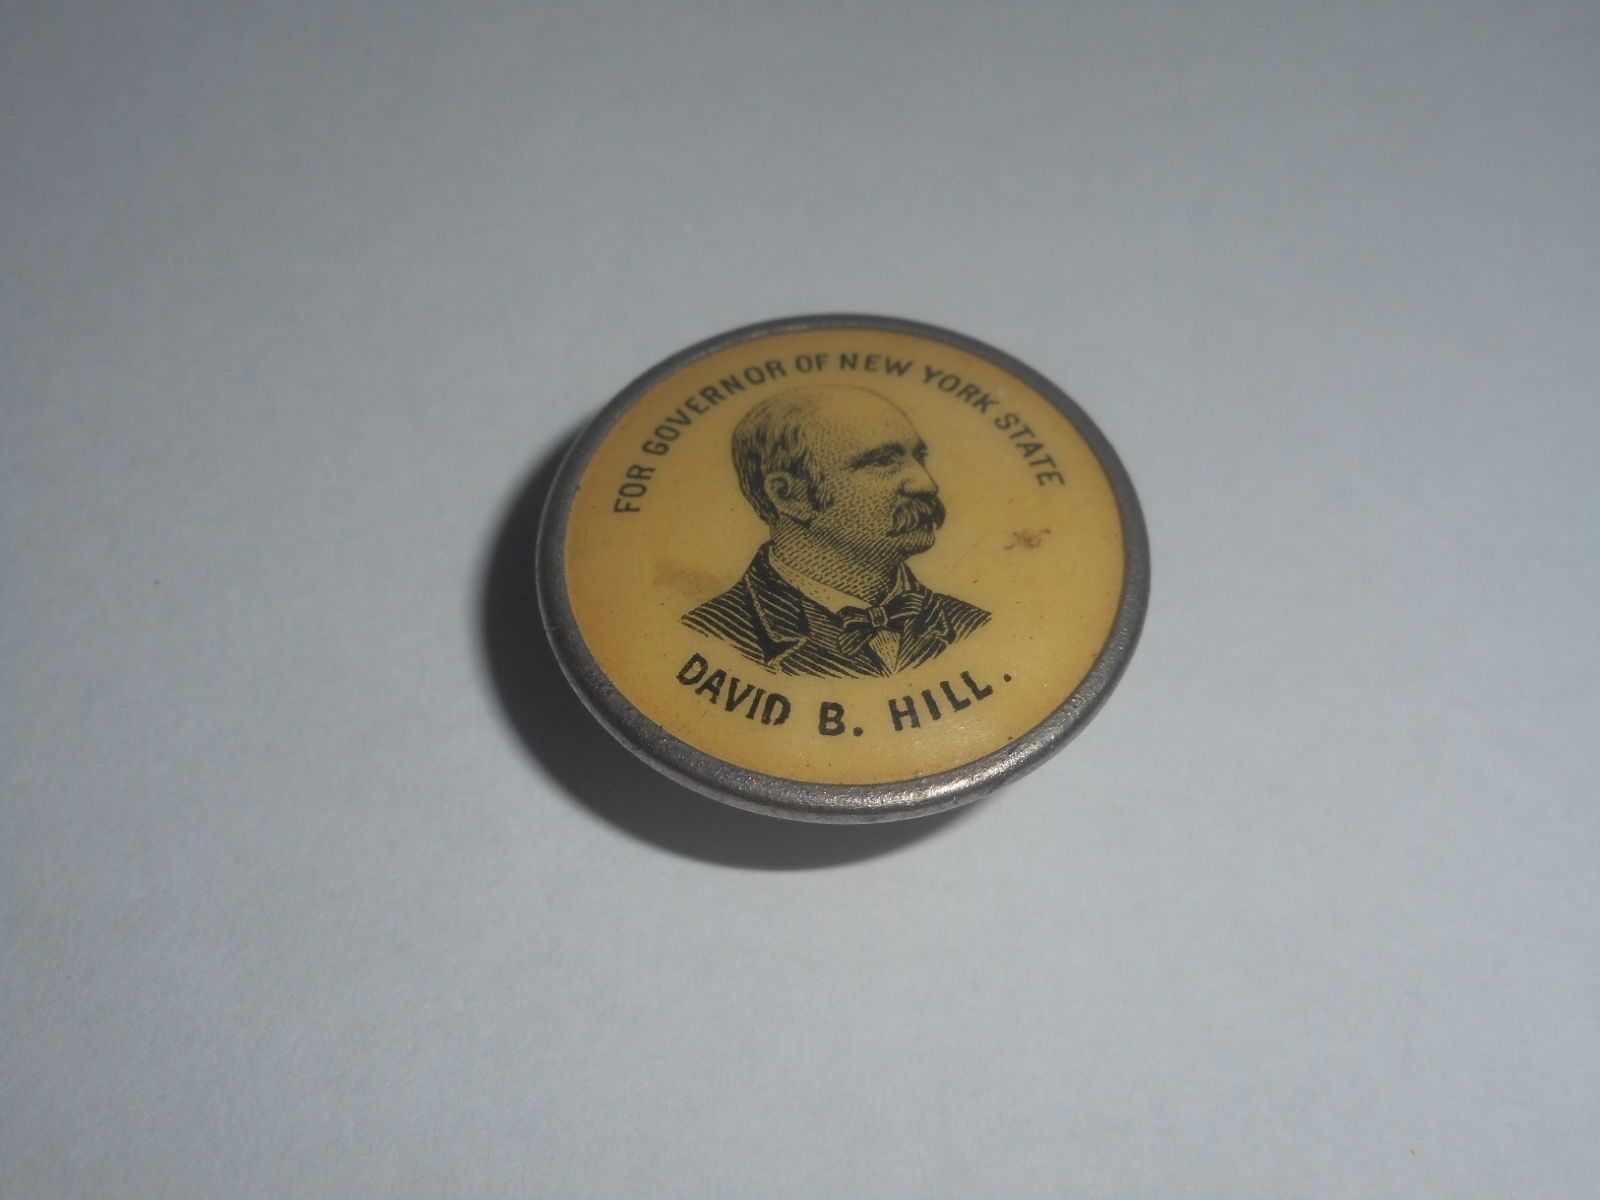 FOR GOVERNOR OF NEW YORK STATE
DAVID B. HILL.